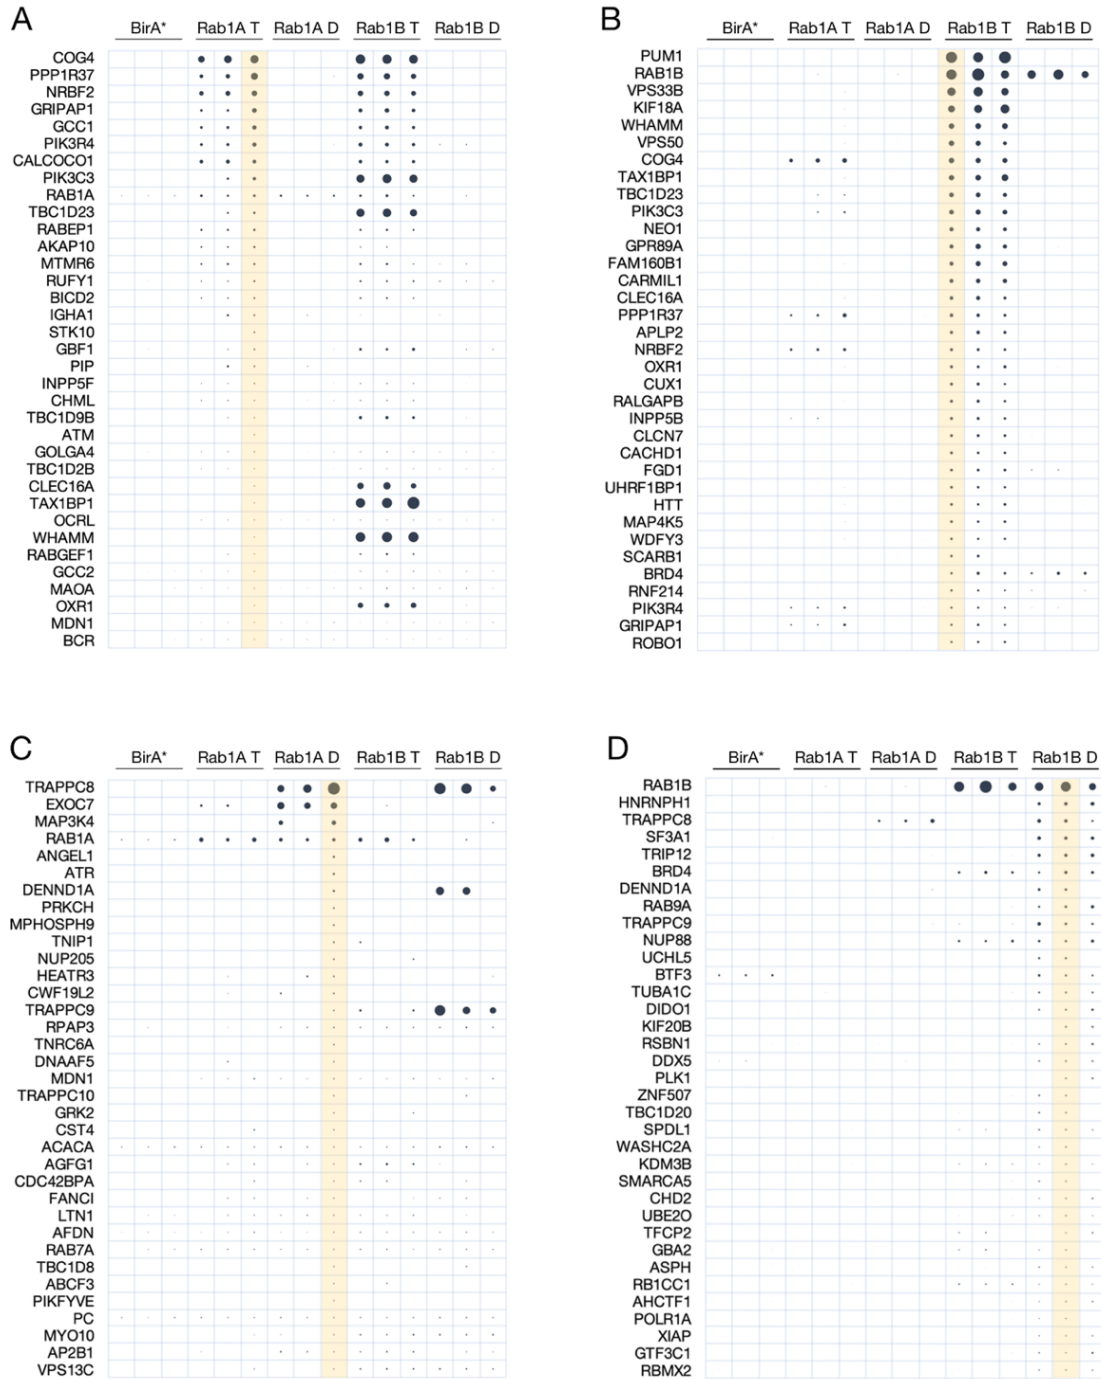 A
BirA* Rab1A T Rab1A D Rab1B T Rab1B D
COG4
PPP1R37
NRBF2
GRIPAP1
GCC1
PIK3R4
CALCOCO1
PIK3C3
RAB1A
TBC1D23
RABEP1
AKAP10
MTMR6
RUFY1
BICD2
IGHA1
STK10
GBF1
PIP
INPP5F
CHML
TBC1D9B
ATM
GOLGA4
TBC1D2B
CLEC16A
TAX1BP1
OCRL
WHAMM
RABGEF1
GCC2
MAOA
OXR1
MDN1
BCR
B
BirA* Rab1A T Rab1A D Rab1B T Rab1B D
PUM1
RAB1B
VPS33B
KIF18A
WHAMM
VPS50
COG4
TAX1BP1
TBC1D23
PIK3C3
NEO1
GPR89A
FAM160B1
CARMIL1
CLEC16A
PPP1R37
APLP2
NRBF2
OXR1
CUX1
RALGAPB
INPP5B
CLCN7
CACHD1
FGD1
UHRF1BP1
HTT
MAP4K5
WDFY3
SCARB1
BRD4
RNF214
PIK3R4
GRIPAP1
ROBO1
C
BirA* Rab1A T Rab1A D Rab1B T Rab1B D
TRAPPC8
EXOC7
MAP3K4
RAB1A
ANGEL1
ATR
DENND1A
PRKCH
MPHOSPH9
TNIP1
NUP205
HEATR3
CWF19L2
TRAPPC9
RPAP3
TNRC6A
DNAAF5
MDN1
TRAPPC10
GRK2
CST4
ACACA
AGFG1
CDC42BPA
FANCI
LTN1
AFDN
RAB7A
TBC1D8
ABCF3
PIKFYVE
PC
MYO10
AP2B1
VPS13C
D
BirA* Rab1A T Rab1A D Rab1B T Rab1B D
RAB1B
HNRNPH1
TRAPPC8
SF3A1
TRIP12
BRD4
DENND1A
RAB9A
TRAPPC9
NUP88
UCHL5
BTF3
TUBA1C
DIDO1
KIF20B
RSBN1
DDX5
PLK1
ZNF507
TBC1D20
SPDL1
WASHC2A
KDM3B
SMARCA5
CHD2
UBE2O
TFCP2
GBA2
ASPH
RB1CC1
AHCTF1
POLR1A
XIAP
GTF3C1
RBMX2